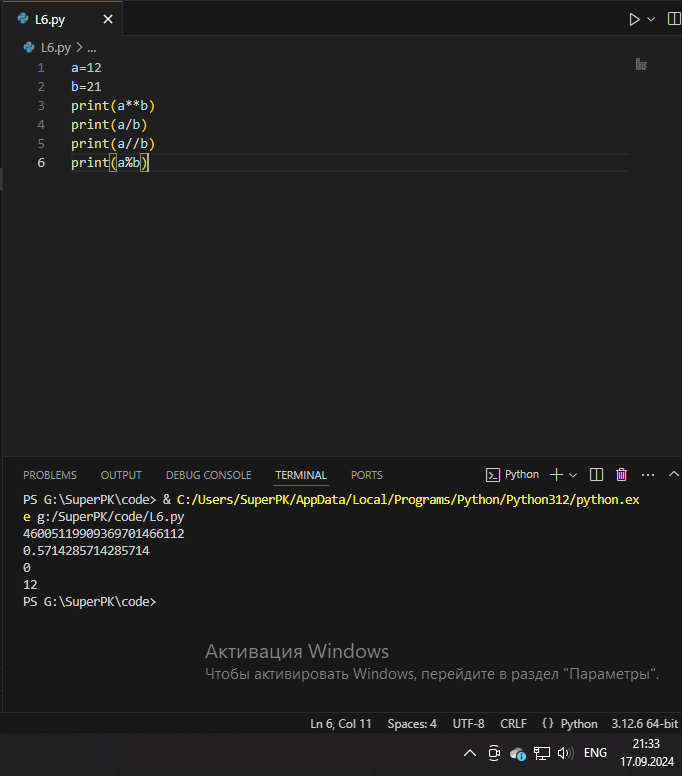 L6.py
L6.py > ...
1 a=12
2 b=21
3 print(a**b)
4 print(a/b)
5 print(a//b)
6 print(a%b)
PROBLEMS OUTPUT DEBUG CONSOLE TERMINAL PORTS Python
PS G:\SuperPK\code> & C:/Users/SuperPK/AppData/Local/Programs/Python/Python312/python.ex
e g:/SuperPK/code/L6.py
46005119909369701466112
0.5714285714285714
0
12
PS G:\SuperPK\code>
Активация Windows
Чтобы активировать Windows, перейдите в раздел "Параметры".
Ln 6, Col 11 Spaces: 4 UTF-8 CRLF {} Python 3.12.6 64-bit
ENG
21:33
17.09.2024